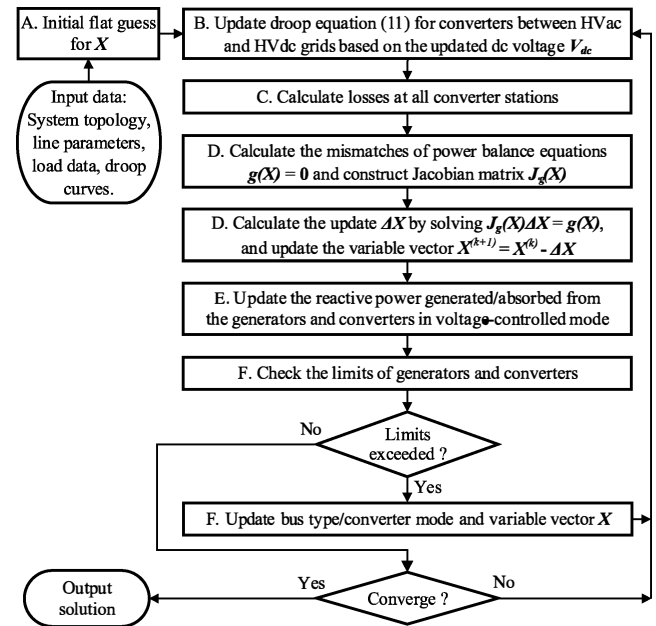 A. Initial flat guess
for X
Input data:
System topology,
line parameters,
load data, droop
curves.
B. Update droop equation (11) for converters between HVac
and HVdc grids based on the updated dc voltage Vdc
C. Calculate losses at all converter stations
D. Calculate the mismatches of power balance equations
g(X) = 0 and construct Jacobian matrix Jg(X)
D. Calculate the update ΔX by solving Jg(X)ΔX = g(X),
and update the variable vector X(k+1) = X(k) - ΔX
E. Update the reactive power generated/absorbed from
the generators and converters in voltage-controlled mode
F. Check the limits of generators and converters
No
Limits
exceeded ?
Yes
F. Update bus type/converter mode and variable vector X
Output
solution
Yes
Converge ?
No